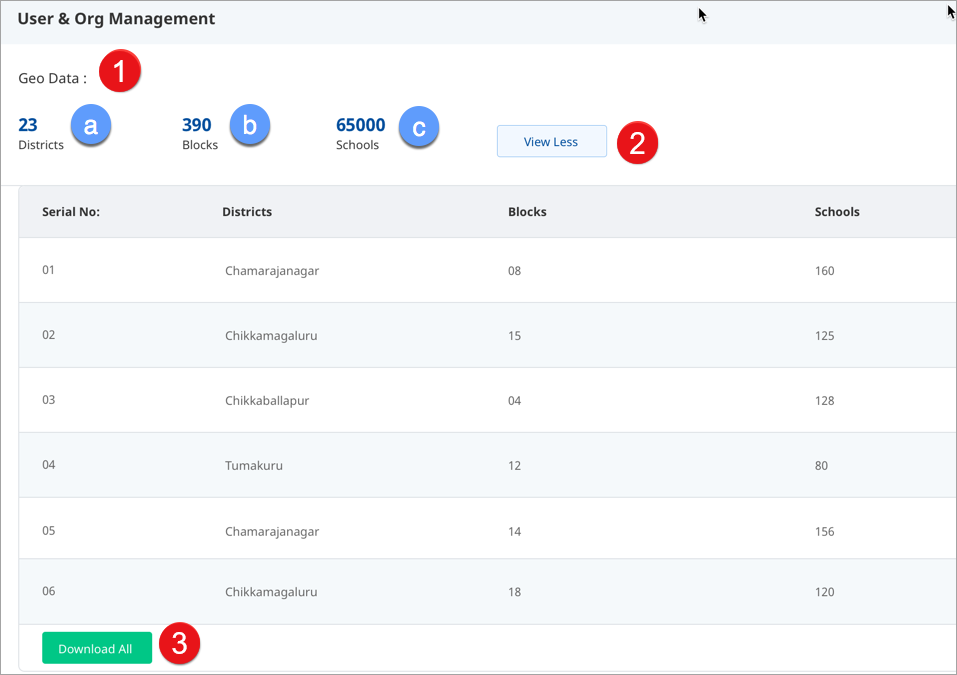 User & Org Management
Geo Data : 1
23 a 390 b 65000 c
Districts Blocks Schools
View Less 2
Serial No: Districts Blocks Schools
01 Chamarajanagar 08 160
02 Chikkamagaluru 15 125
03 Chikkaballapur 04 128
04 Tumakuru 12 80
05 Chamarajanagar 14 156
06 Chikkamagaluru 18 120
Download All 3